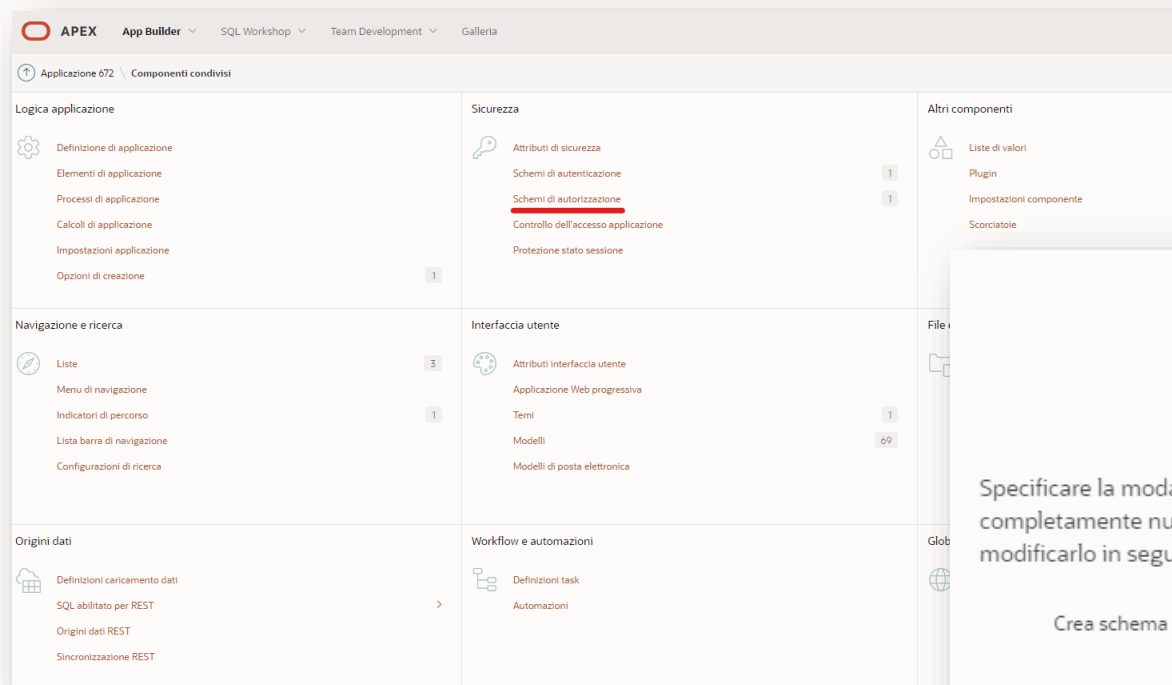 APEX App Builder SQL Workshop Team Development Galleria
Applicazione 672 \ Componenti condivisi
Logica applicazione
Definizione di applicazione
Elementi di applicazione
Processi di applicazione
Calcoli di applicazione
Impostazioni applicazione
Opzioni di creazione 1
Sicurezza
Attributi di sicurezza
Schemi di autenticazione 1
Schemi di autorizzazione 1
Controllo dell'accesso applicazione
Protezione stato sessione
Altri componenti
Liste di valori
Plugin
Impostazioni componente
Scorciatoie
Navigazione e ricerca
Liste 3
Menu di navigazione
Indicatori di percorso 1
Lista barra di navigazione
Configurazioni di ricerca
Interfaccia utente
Attributi interfaccia utente
Applicazione Web progressiva
Temi 1
Modelli 69
Modelli di posta elettronica
File
Origini dati
Definizioni caricamento dati
SQL abilitato per REST
Origini dati REST
Sincronizzazione REST
Workflow e automazioni
Definizioni task
Automazioni
Glob
Specificare la moda
completamente nu
modificarlo in segu
Crea schema